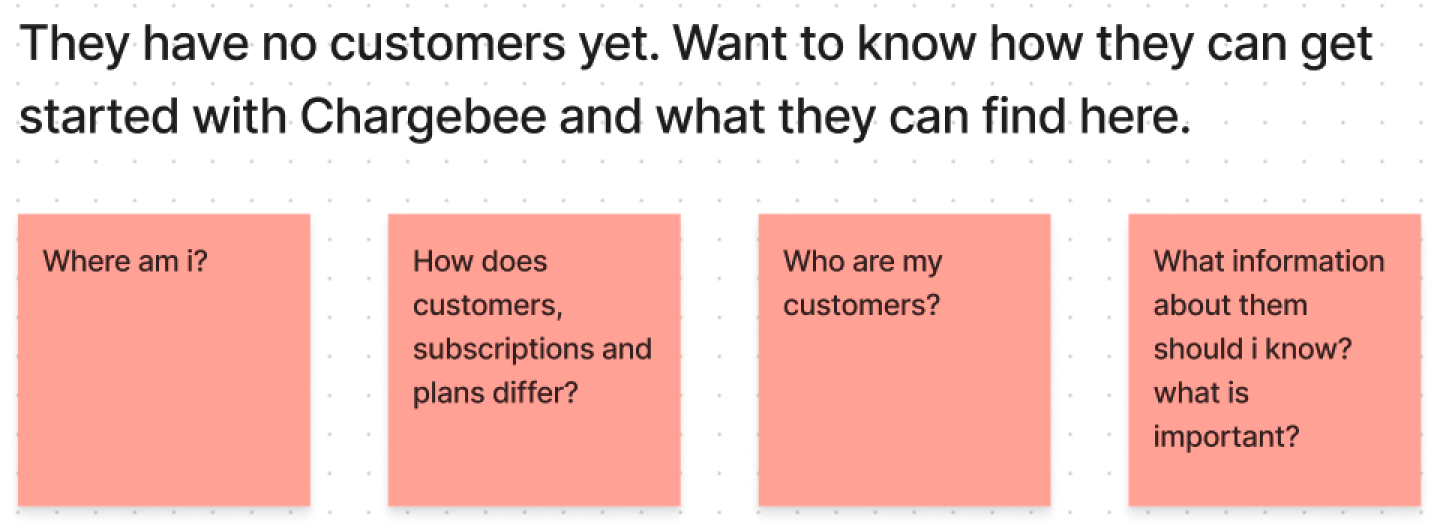 They have no customers yet. Want to know how they can get
started with Chargebee and what they can find here.
Where am i?
How does
customers,
subscriptions and
plans differ?
Who are my
customers?
What information
about them
should i know?
what is
important?